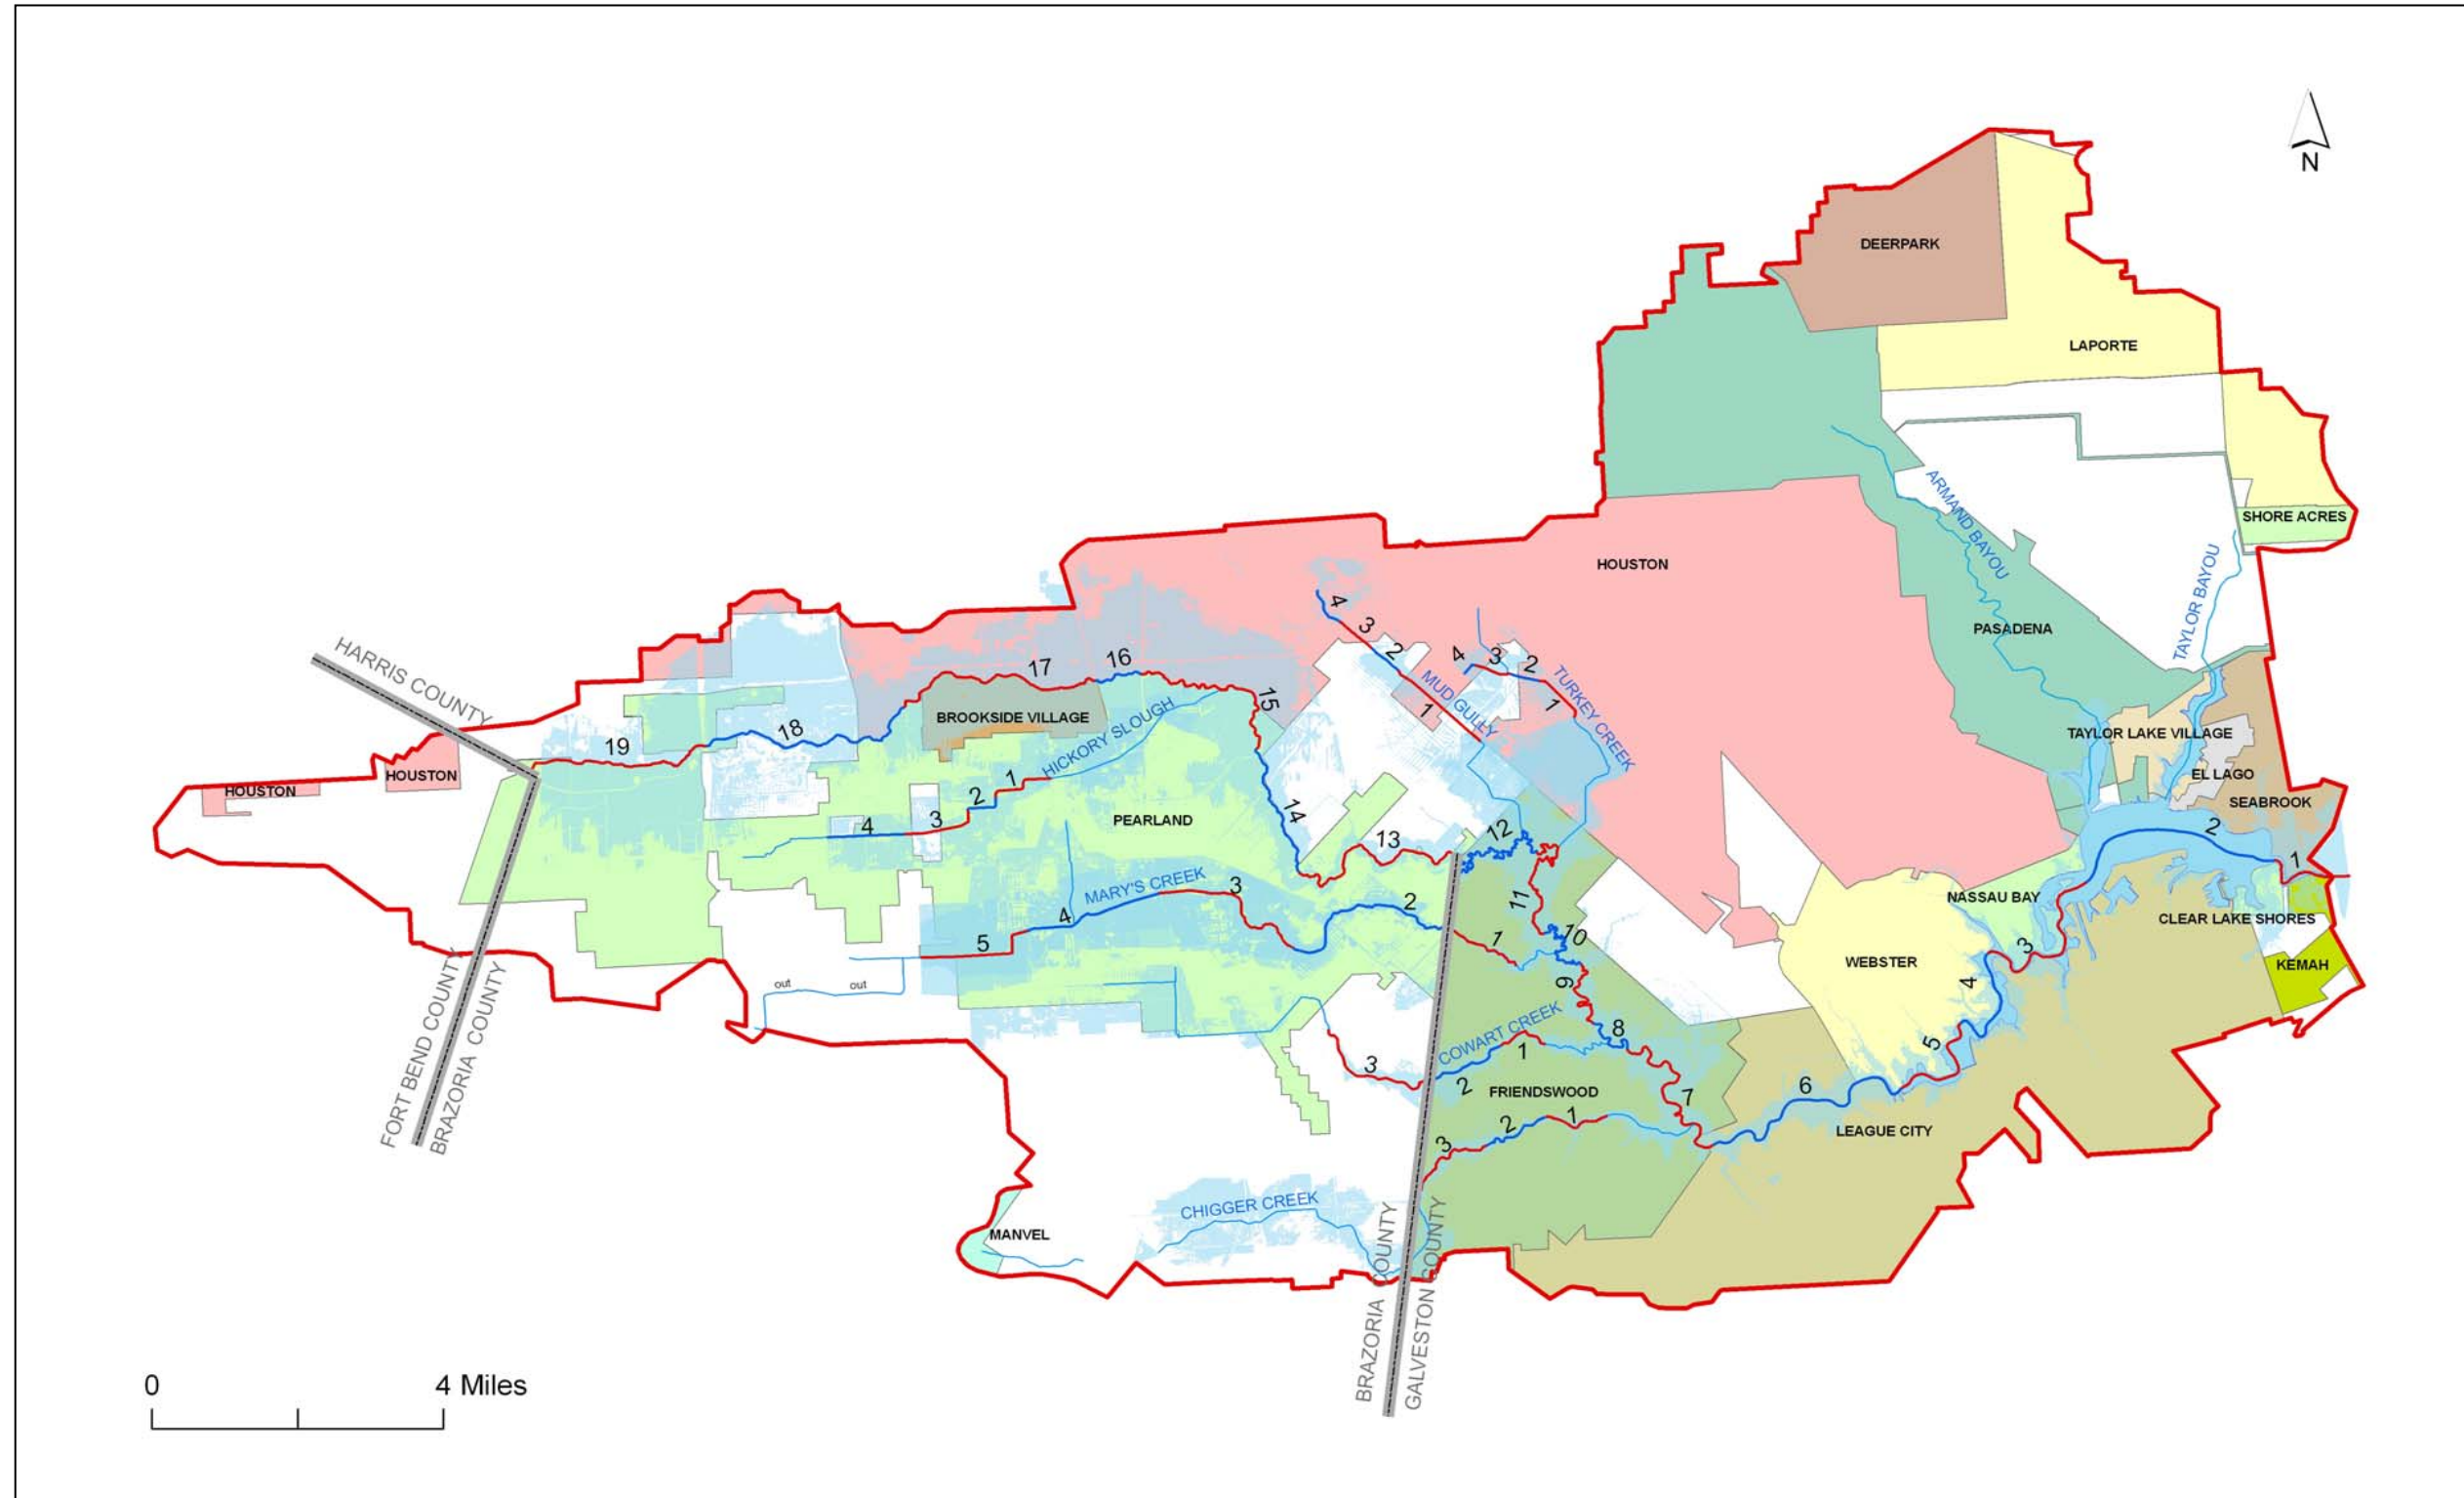 N
DEERPARK
LAPORTE
ARMAND BAYOU
SHORE ACRES
HOUSTON
TAYLOR BAYOU
4
3
2
MUD GULLY
1
4
3
2
1
TURKEY CREEK
PASADENA
HARRIS COUNTY
17
16
15
BROOKSIDE VILLAGE
HICKORY SLOUGH
18
19
TAYLOR LAKE VILLAGE
EL LAGO
SEABROOK
HOUSTON
HOUSTON
1
2
3
4
PEARLAND
14
13
12
2
1
MARY'S CREEK
3
4
5
2
1
11
10
9
NASSAU BAY
CLEAR LAKE SHORES
WEBSTER
KEMAH
3
4
5
out
out
FORT BEND COUNTY
BRAZORIA COUNTY
COWART CREEK
8
1
2
3
FRIENDSWOOD
7
6
LEAGUE CITY
1
2
3
CHIGGER CREEK
MANVEL
BRAZORIA COUNTY
GALVESTON COUNTY
0
4 Miles